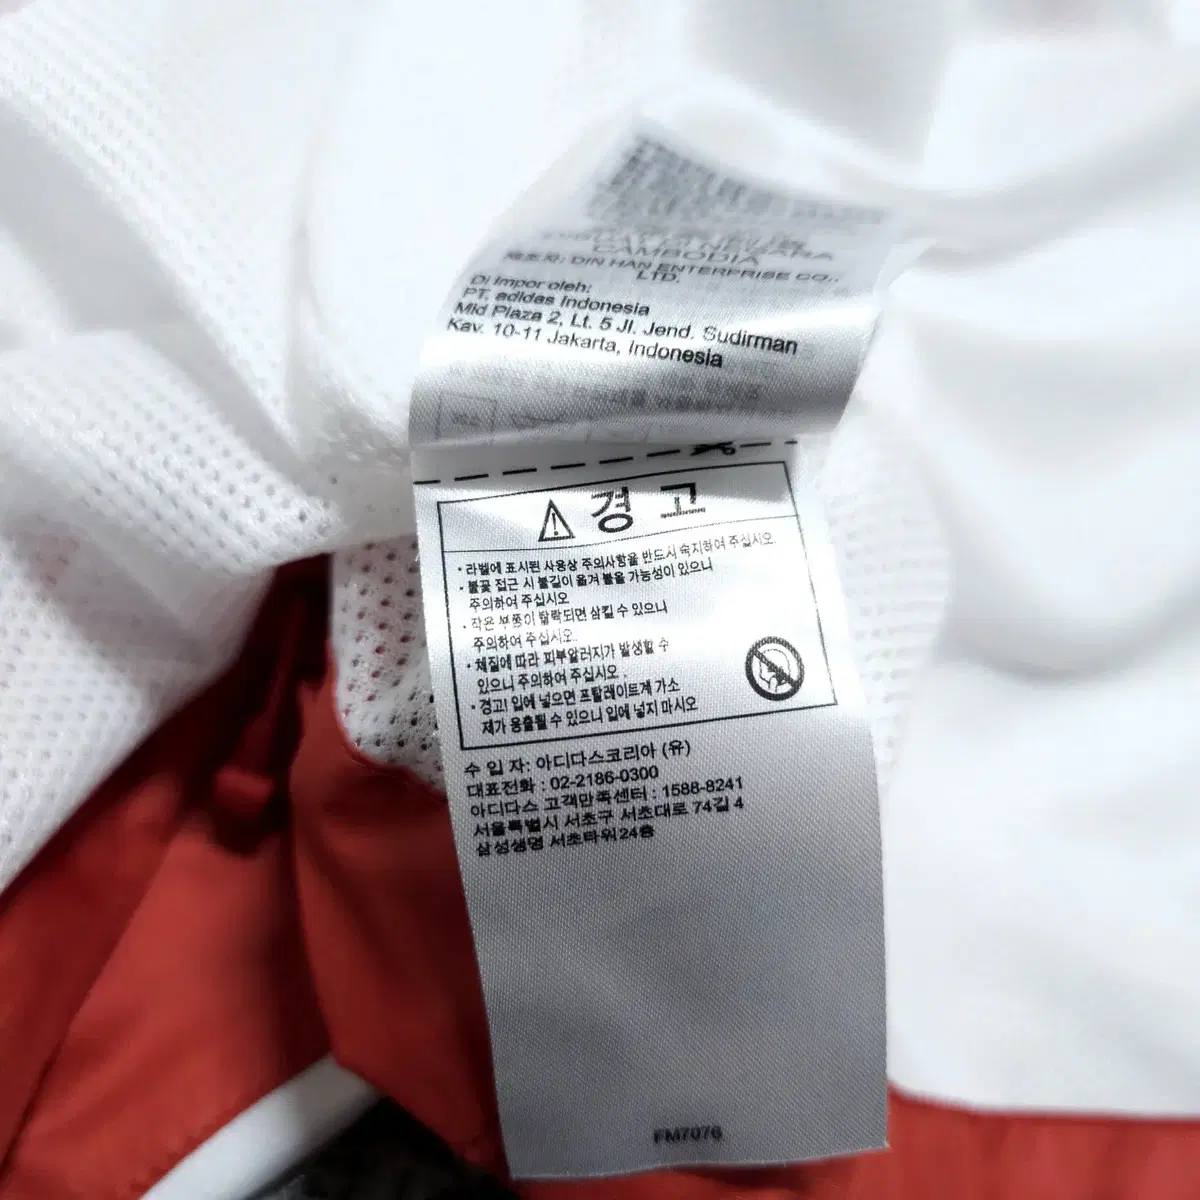 CAMBODIA
제조자: DIN HAN ENTERPRISE CO.,
LTD.
Di Impor oleh:
PT. adidas Indonesia
Mid Plaza 2, Lt. 5 Jl. Jend. Sudirman
Kav. 10-11 Jakarta, Indonesia
경 고
· 라벨에 표시된 사용상 주의사항을 반드시 숙지하여 주십시오.
· 불꽃 접근 시 불길이 옮겨 붙을 가능성이 있으니
주의하여 주십시오
· 작은 부품이 탈락되면 삼킬 수 있으니
주의하여 주십시오.
· 체질에 따라 피부알러지가 발생할 수
있으니 주의하여 주십시오 .
· 경고! 입에 넣으면 프탈레이트계 가소
제가 용출될 수 있으니 입에 넣지 마시오
수 입 자: 아디다스코리아 (유)
대표전화 : 02-2186-0300
아디다스 고객만족센터 : 1588-8241
서울특별시 서초구 서초대로 74길 4
삼성생명 서초타워 24층
FM7076